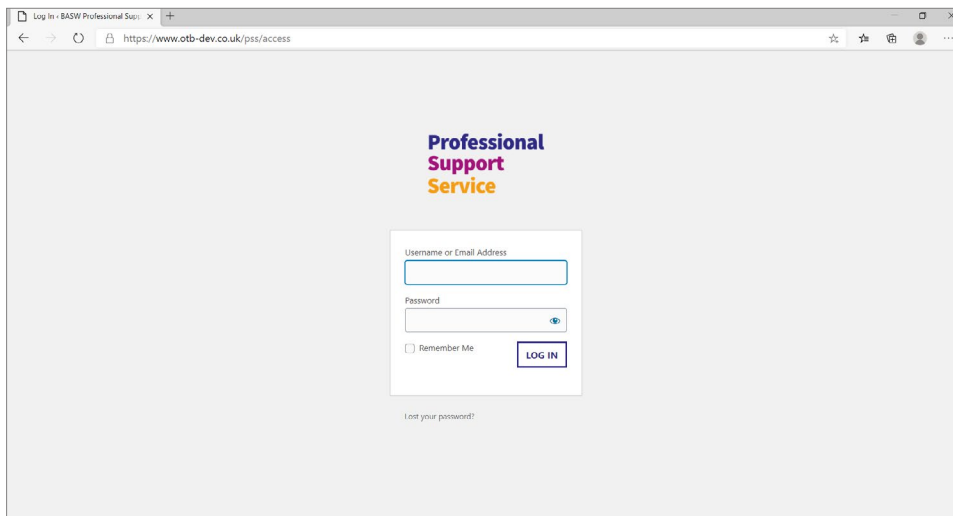 Log In ‹ BASW Professional Supp
https://www.otb-dev.co.uk/pss/access
Professional
Support
Service
Username or Email Address
Password
Remember Me
LOG IN
Lost your password?